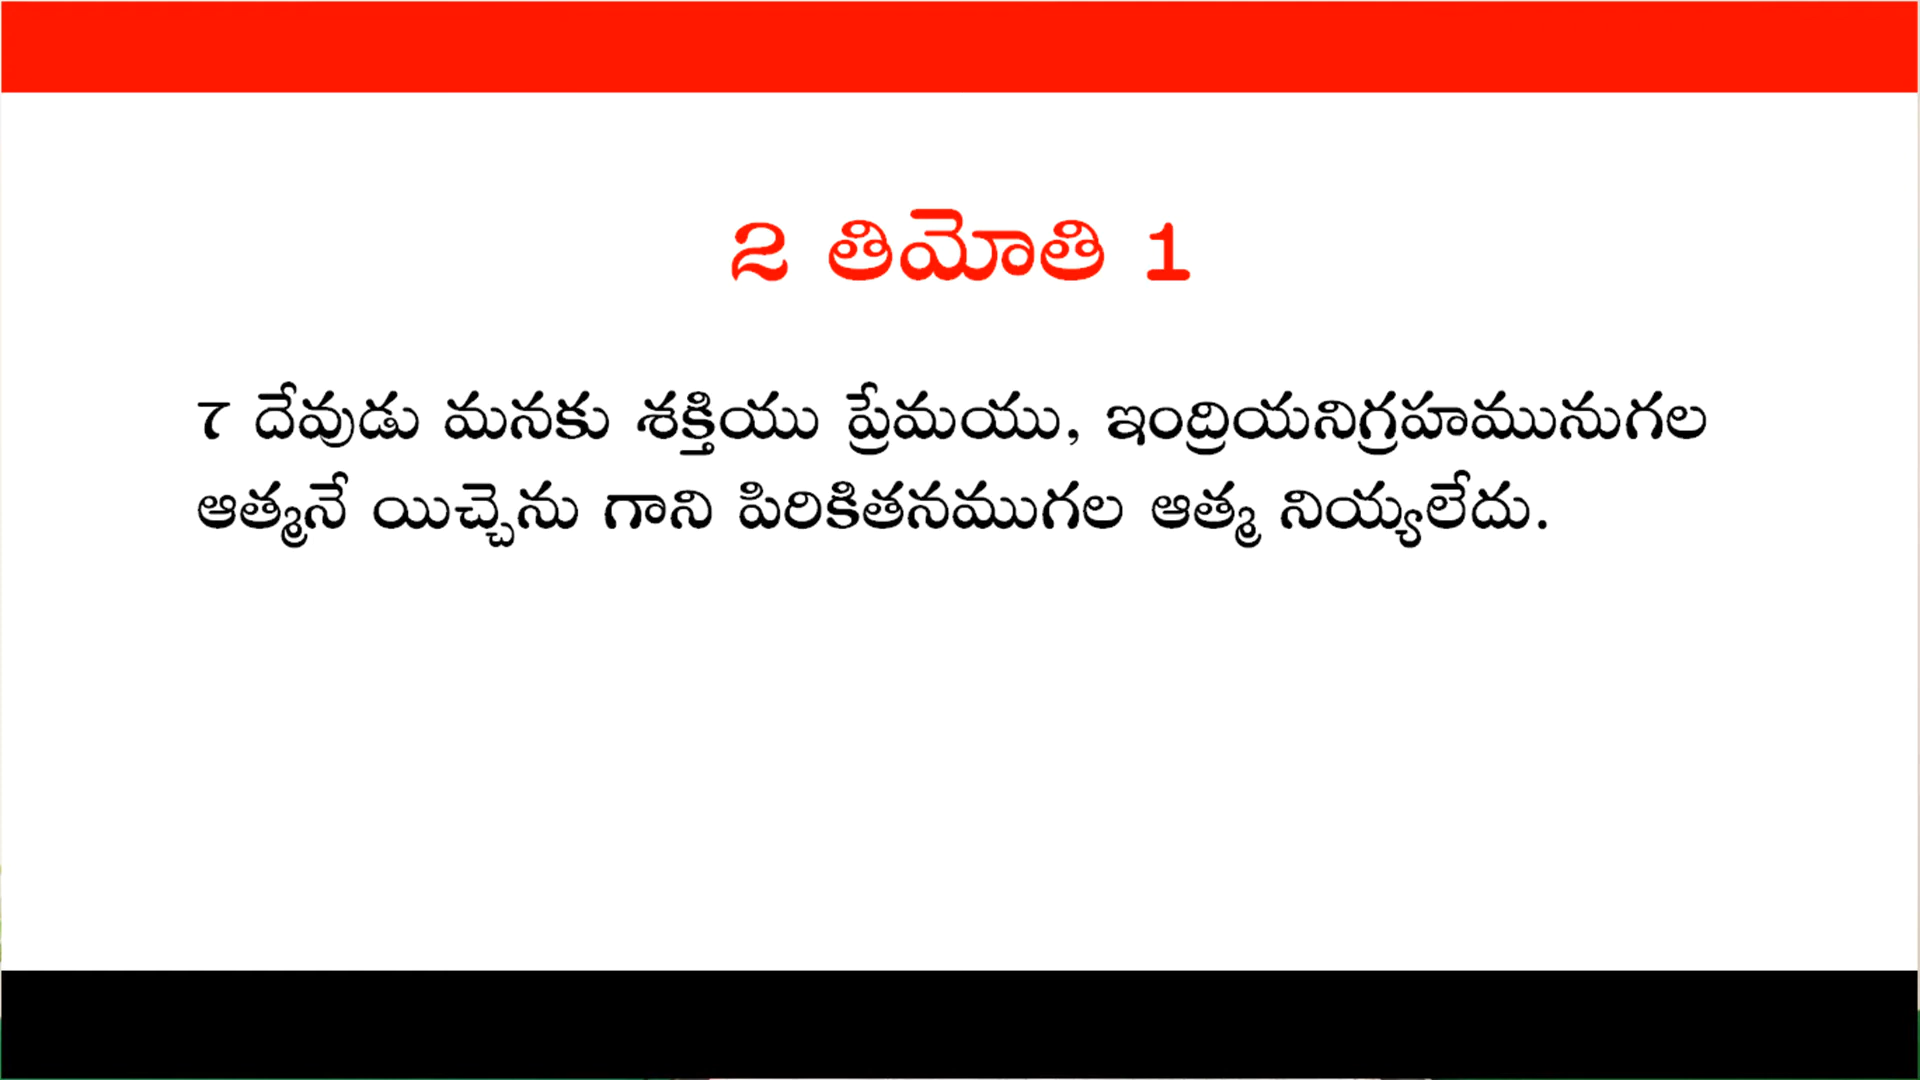 2 తిమోతి 1
7 దేవుడు మనకు శక్తియు ప్రేమయు, ఇంద్రియనిగ్రహమునుగల
ఆత్మనే యిచ్చెను గాని పిరికితనముగల ఆత్మ నియ్యలేదు.